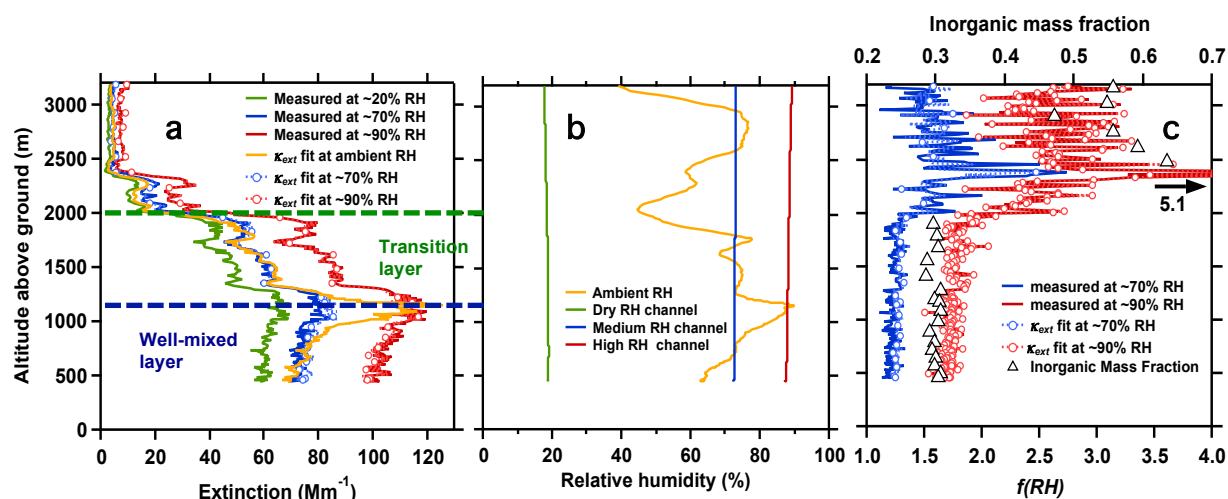 Inorganic mass fraction
0.2 0.3 0.4 0.5 0.6 0.7
3000
2500
2000
1500
1000
500
0
Altitude above ground (m)
a
Measured at ~20% RH
Measured at ~70% RH
Measured at ~90% RH
κext fit at ambient RH
κext fit at ~70% RH
κext fit at ~90% RH
Transition
layer
Well-mixed
layer
0 20 40 60 80 100 120
Extinction (Mm-1)
b
Ambient RH
Dry RH channel
Medium RH channel
High RH channel
0 20 40 60 80 100
Relative humidity (%)
c
5.1
measured at ~70% RH
measured at ~90% RH
κext fit at ~70% RH
κext fit at ~90% RH
Inorganic Mass Fraction
1.0 1.5 2.0 2.5 3.0 3.5 4.0
f(RH)